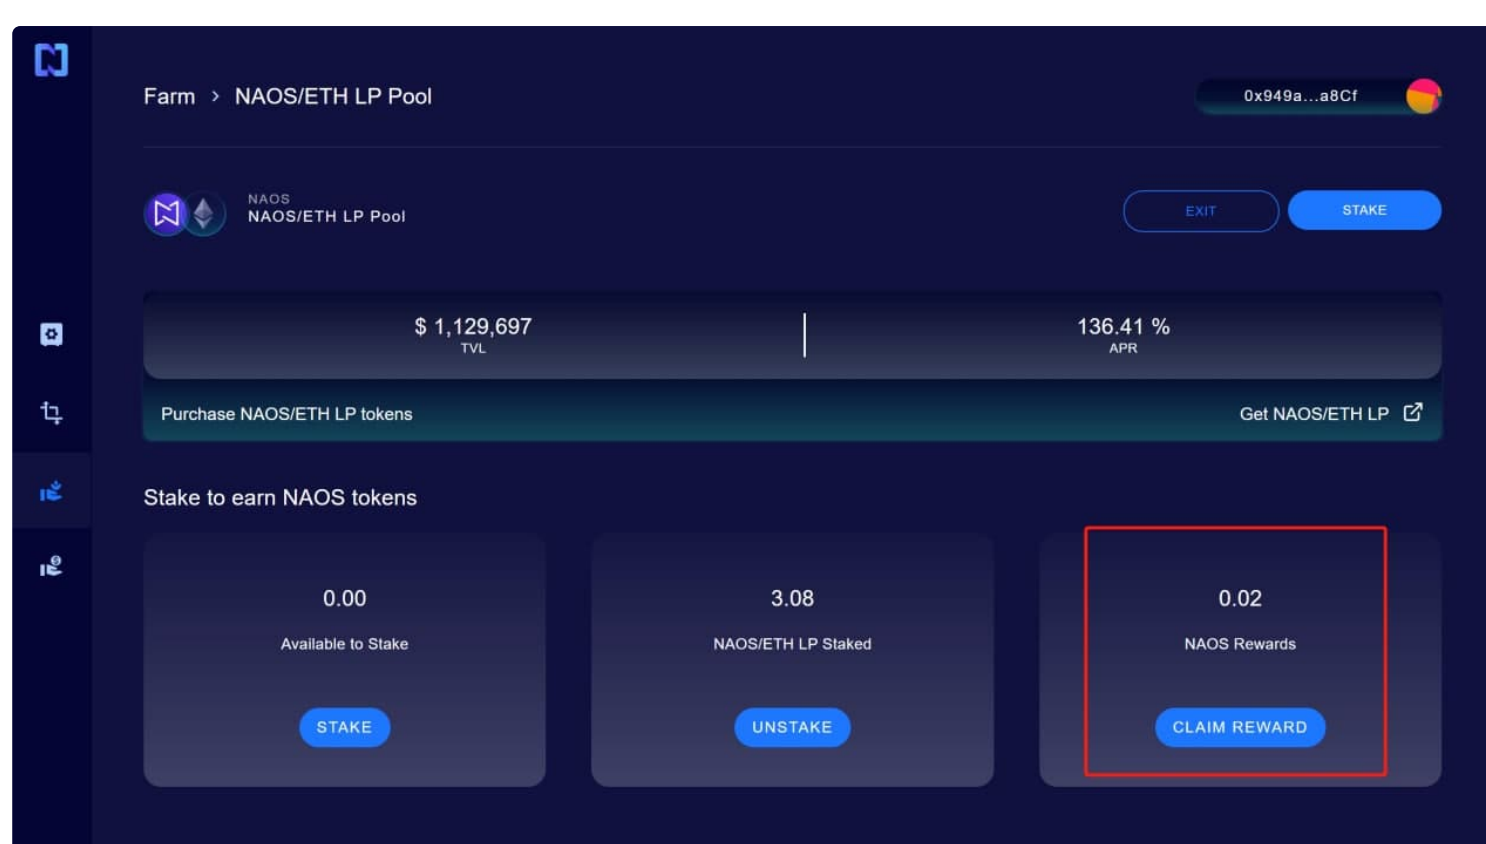 Farm > NAOS/ETH LP Pool
0x949a...a8Cf
NAOS
NAOS/ETH LP Pool
EXIT
STAKE
$ 1,129,697
TVL
136.41 %
APR
Purchase NAOS/ETH LP tokens
Get NAOS/ETH LP
Stake to earn NAOS tokens
0.00
Available to Stake
STAKE
3.08
NAOS/ETH LP Staked
UNSTAKE
0.02
NAOS Rewards
CLAIM REWARD